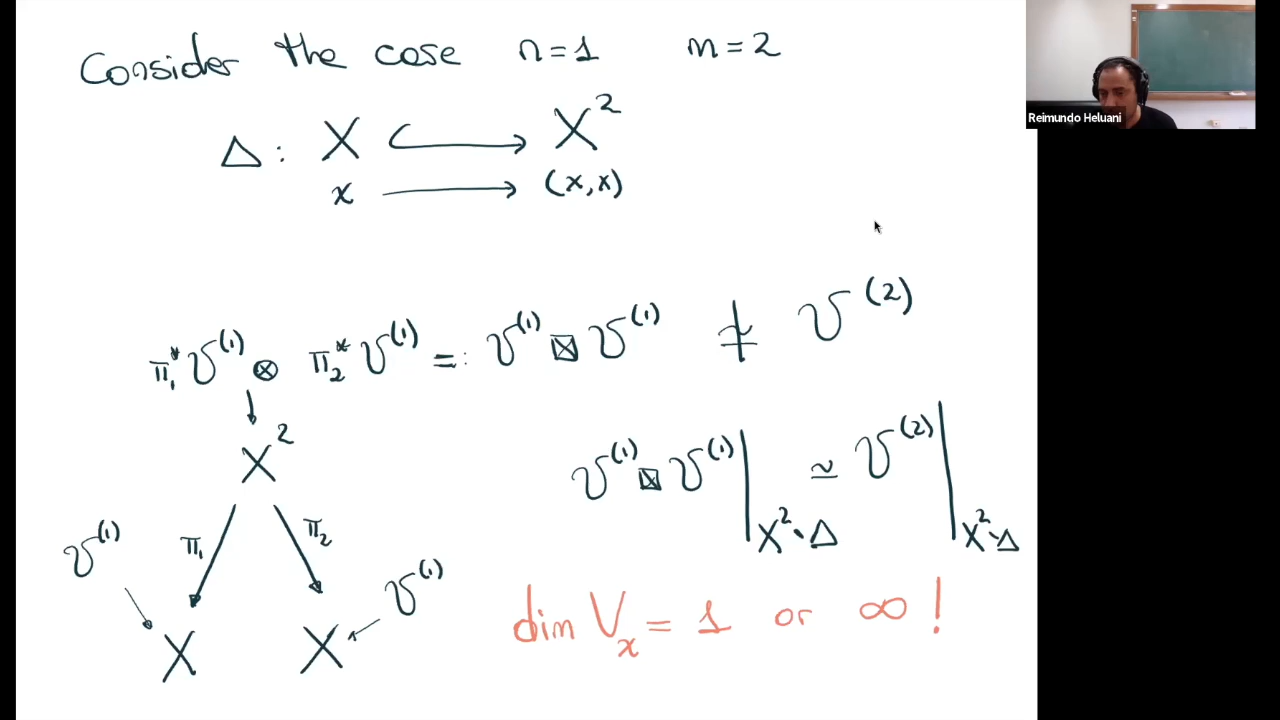 Consider the case n=1 m=2
Δ: X ↪ X²
x → (x,x)
π₁* 𝒱⁽¹⁾ ⊗ π₂* 𝒱⁽¹⁾ =: 𝒱⁽¹⁾ ⊠ 𝒱⁽¹⁾ ≄ 𝒱⁽²⁾
X²
𝒱⁽¹⁾ ⊠ 𝒱⁽¹⁾ | X²∖Δ ≃ 𝒱⁽²⁾ | X²∖Δ
𝒱⁽¹⁾ π₁ π₂ 𝒱⁽¹⁾
X X
dim Vₓ = 1 or ∞ !
Reimundo Heluani